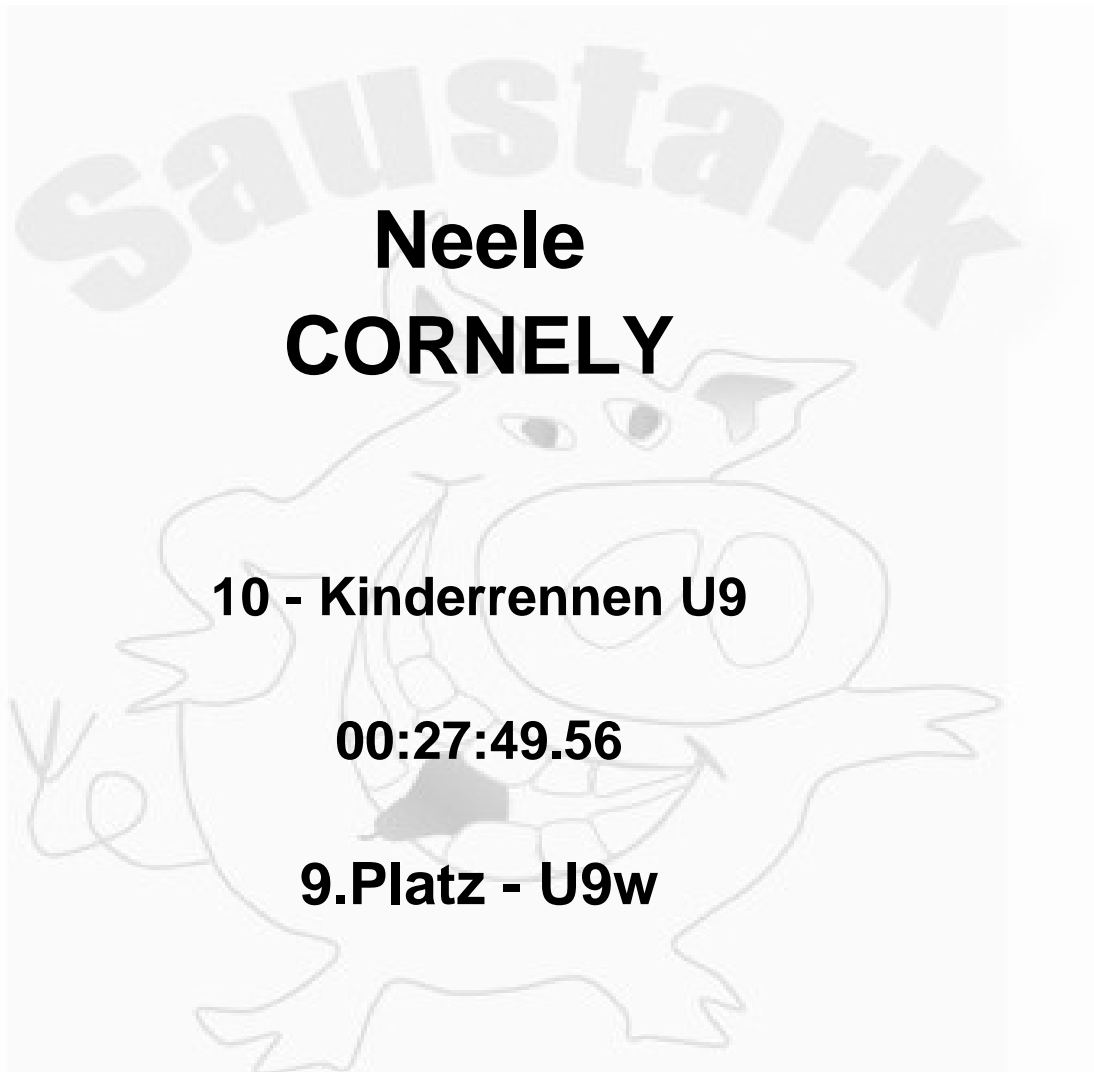 Saustark
Neele
CORNELY
10 - Kinderrennen U9
00:27:49.56
9.Platz - U9w